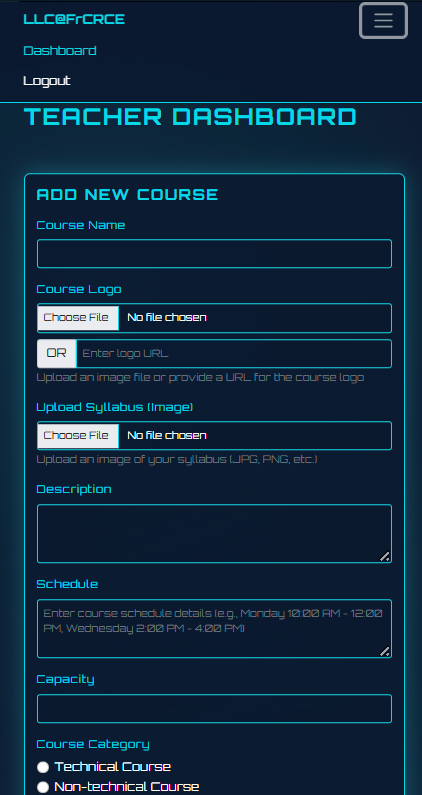 LLC@FrCRCE
Dashboard
Logout
TEACHER DASHBOARD
ADD NEW COURSE
Course Name
Course Logo
Choose File No file chosen
OR Enter logo URL
Upload an image file or provide a URL for the course logo
Upload Syllabus (Image)
Choose File No file chosen
Upload an image of your syllabus (JPG, PNG, etc.)
Description
Schedule
Enter course schedule details (e.g., Monday 10:00 AM - 12:00
PM, Wednesday 2:00 PM - 4:00 PM)
Capacity
Course Category
Technical Course
Non-technical Course